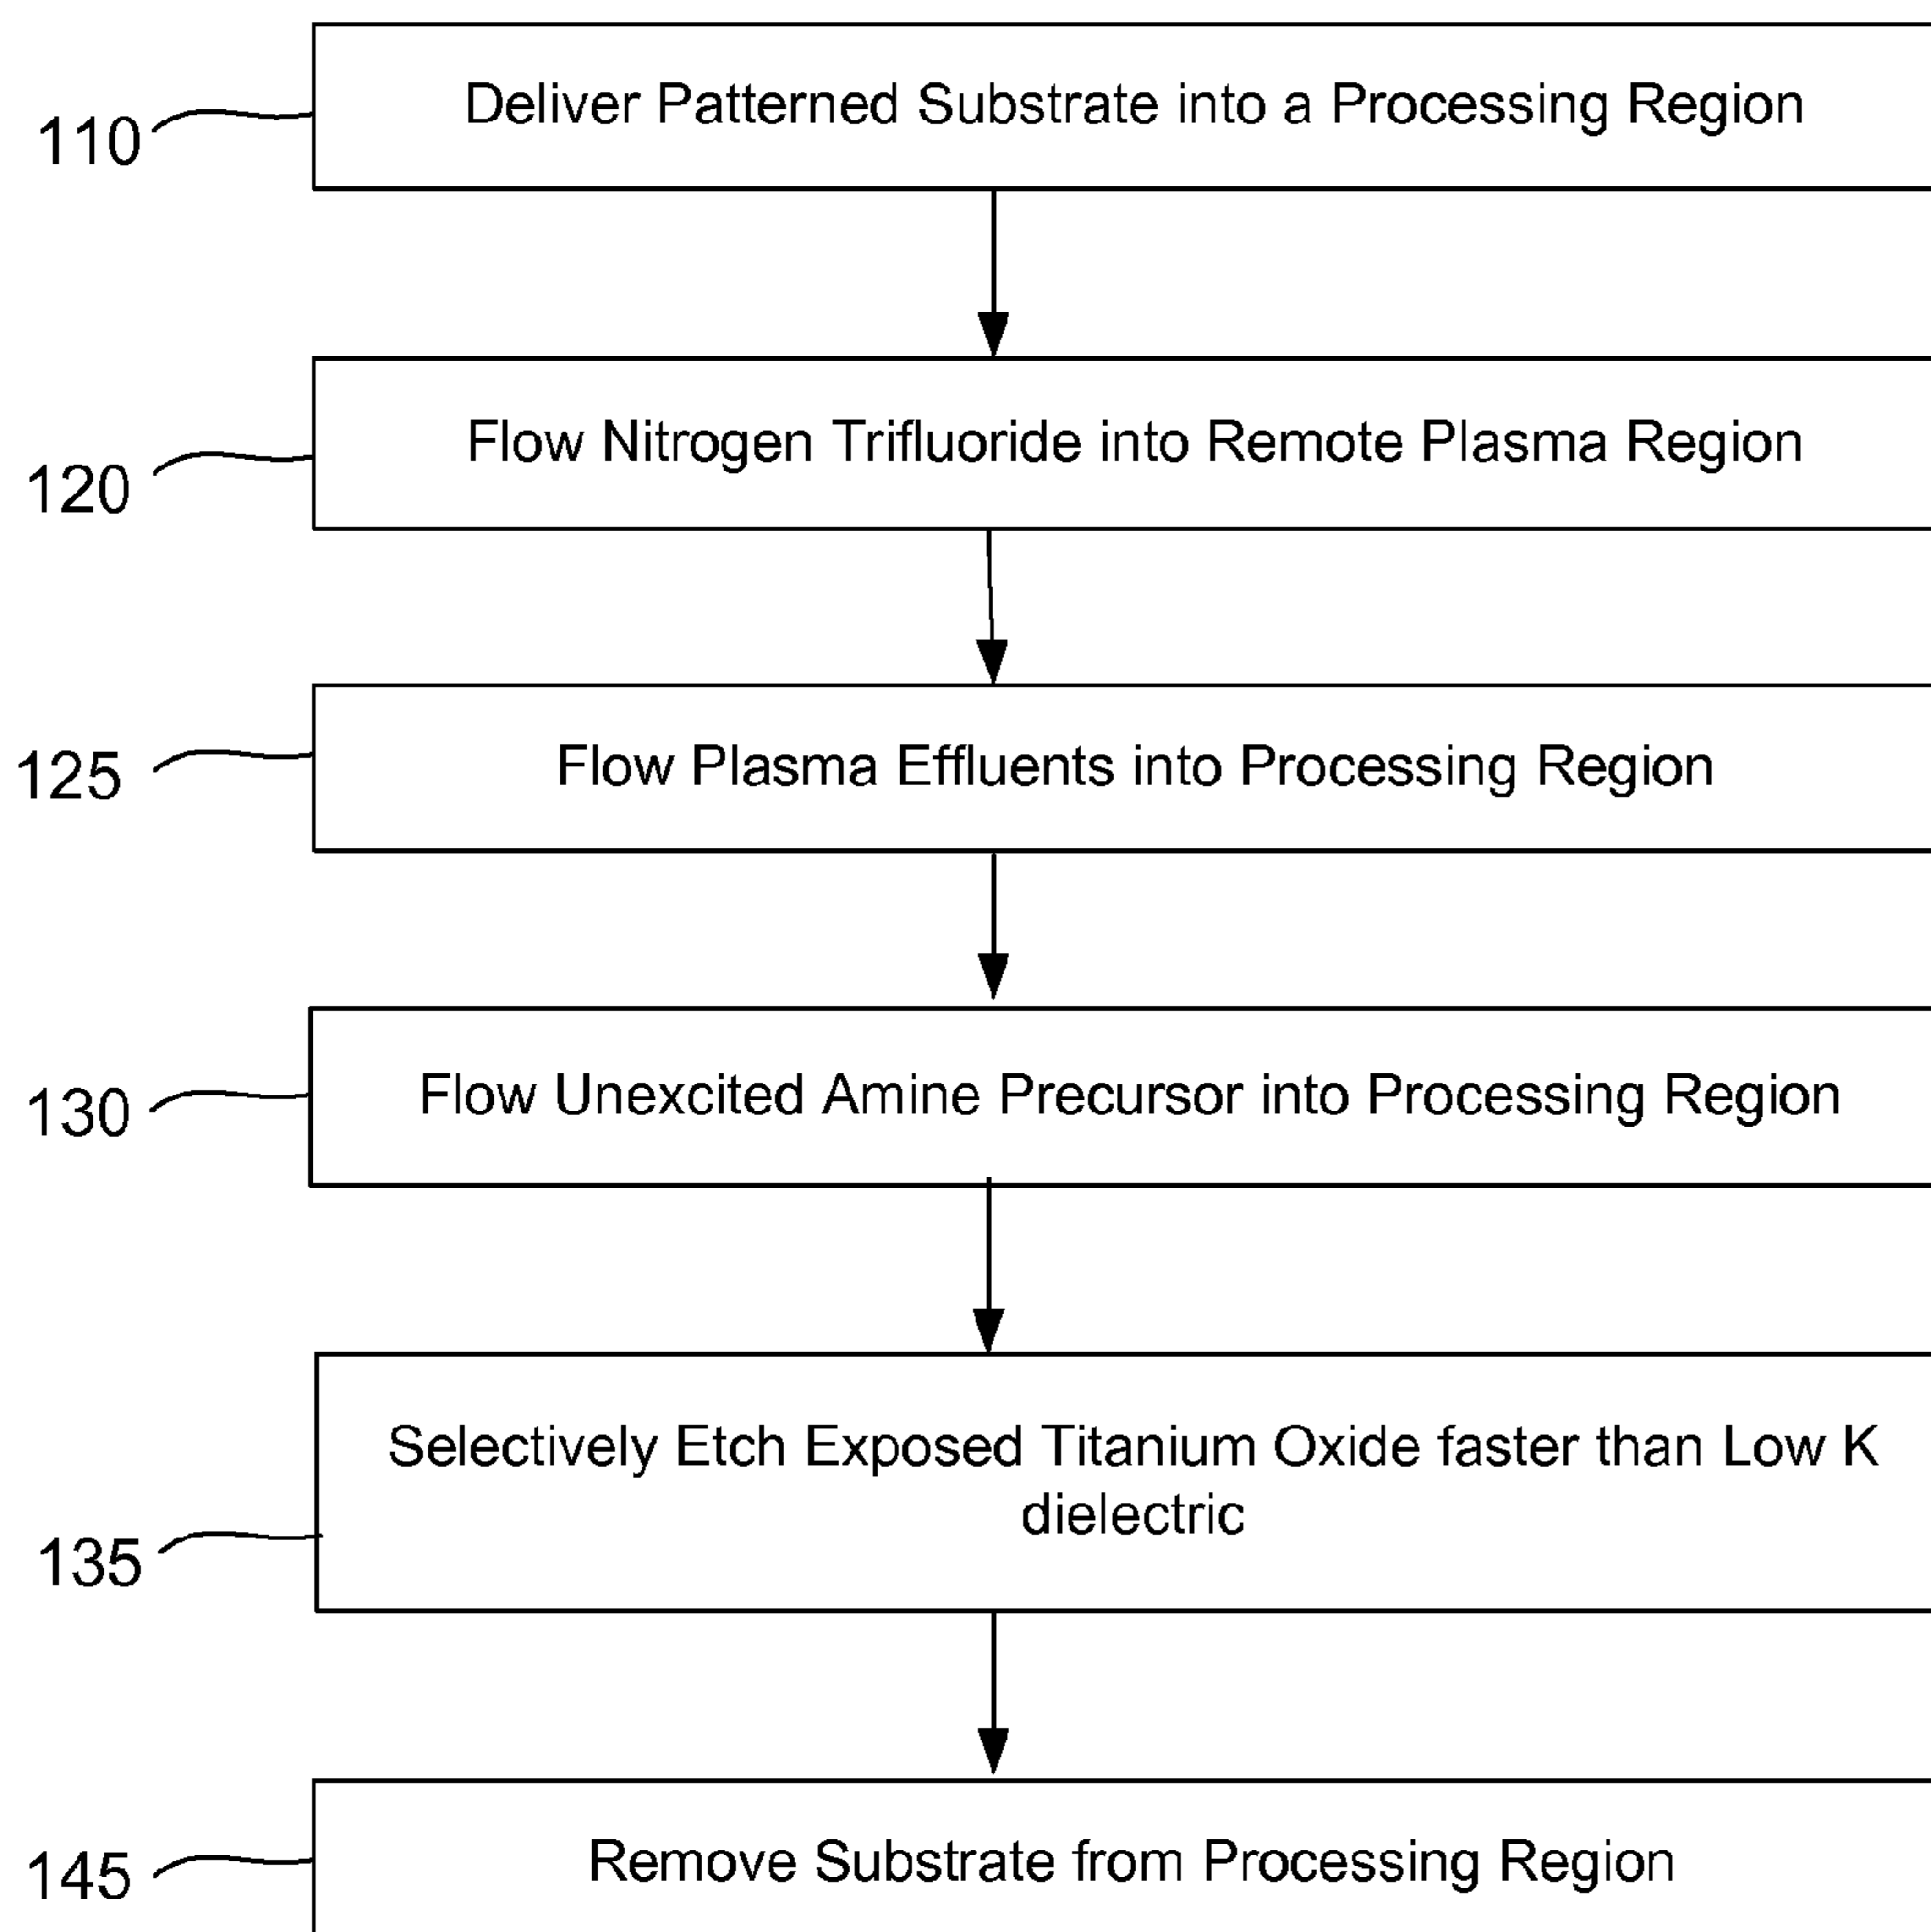 110
Deliver Patterned Substrate into a Processing Region
120
Flow Nitrogen Trifluoride into Remote Plasma Region
125
Flow Plasma Effluents into Processing Region
130
Flow Unexcited Amine Precursor into Processing Region
135
Selectively Etch Exposed Titanium Oxide faster than Low K
dielectric
145
Remove Substrate from Processing Region